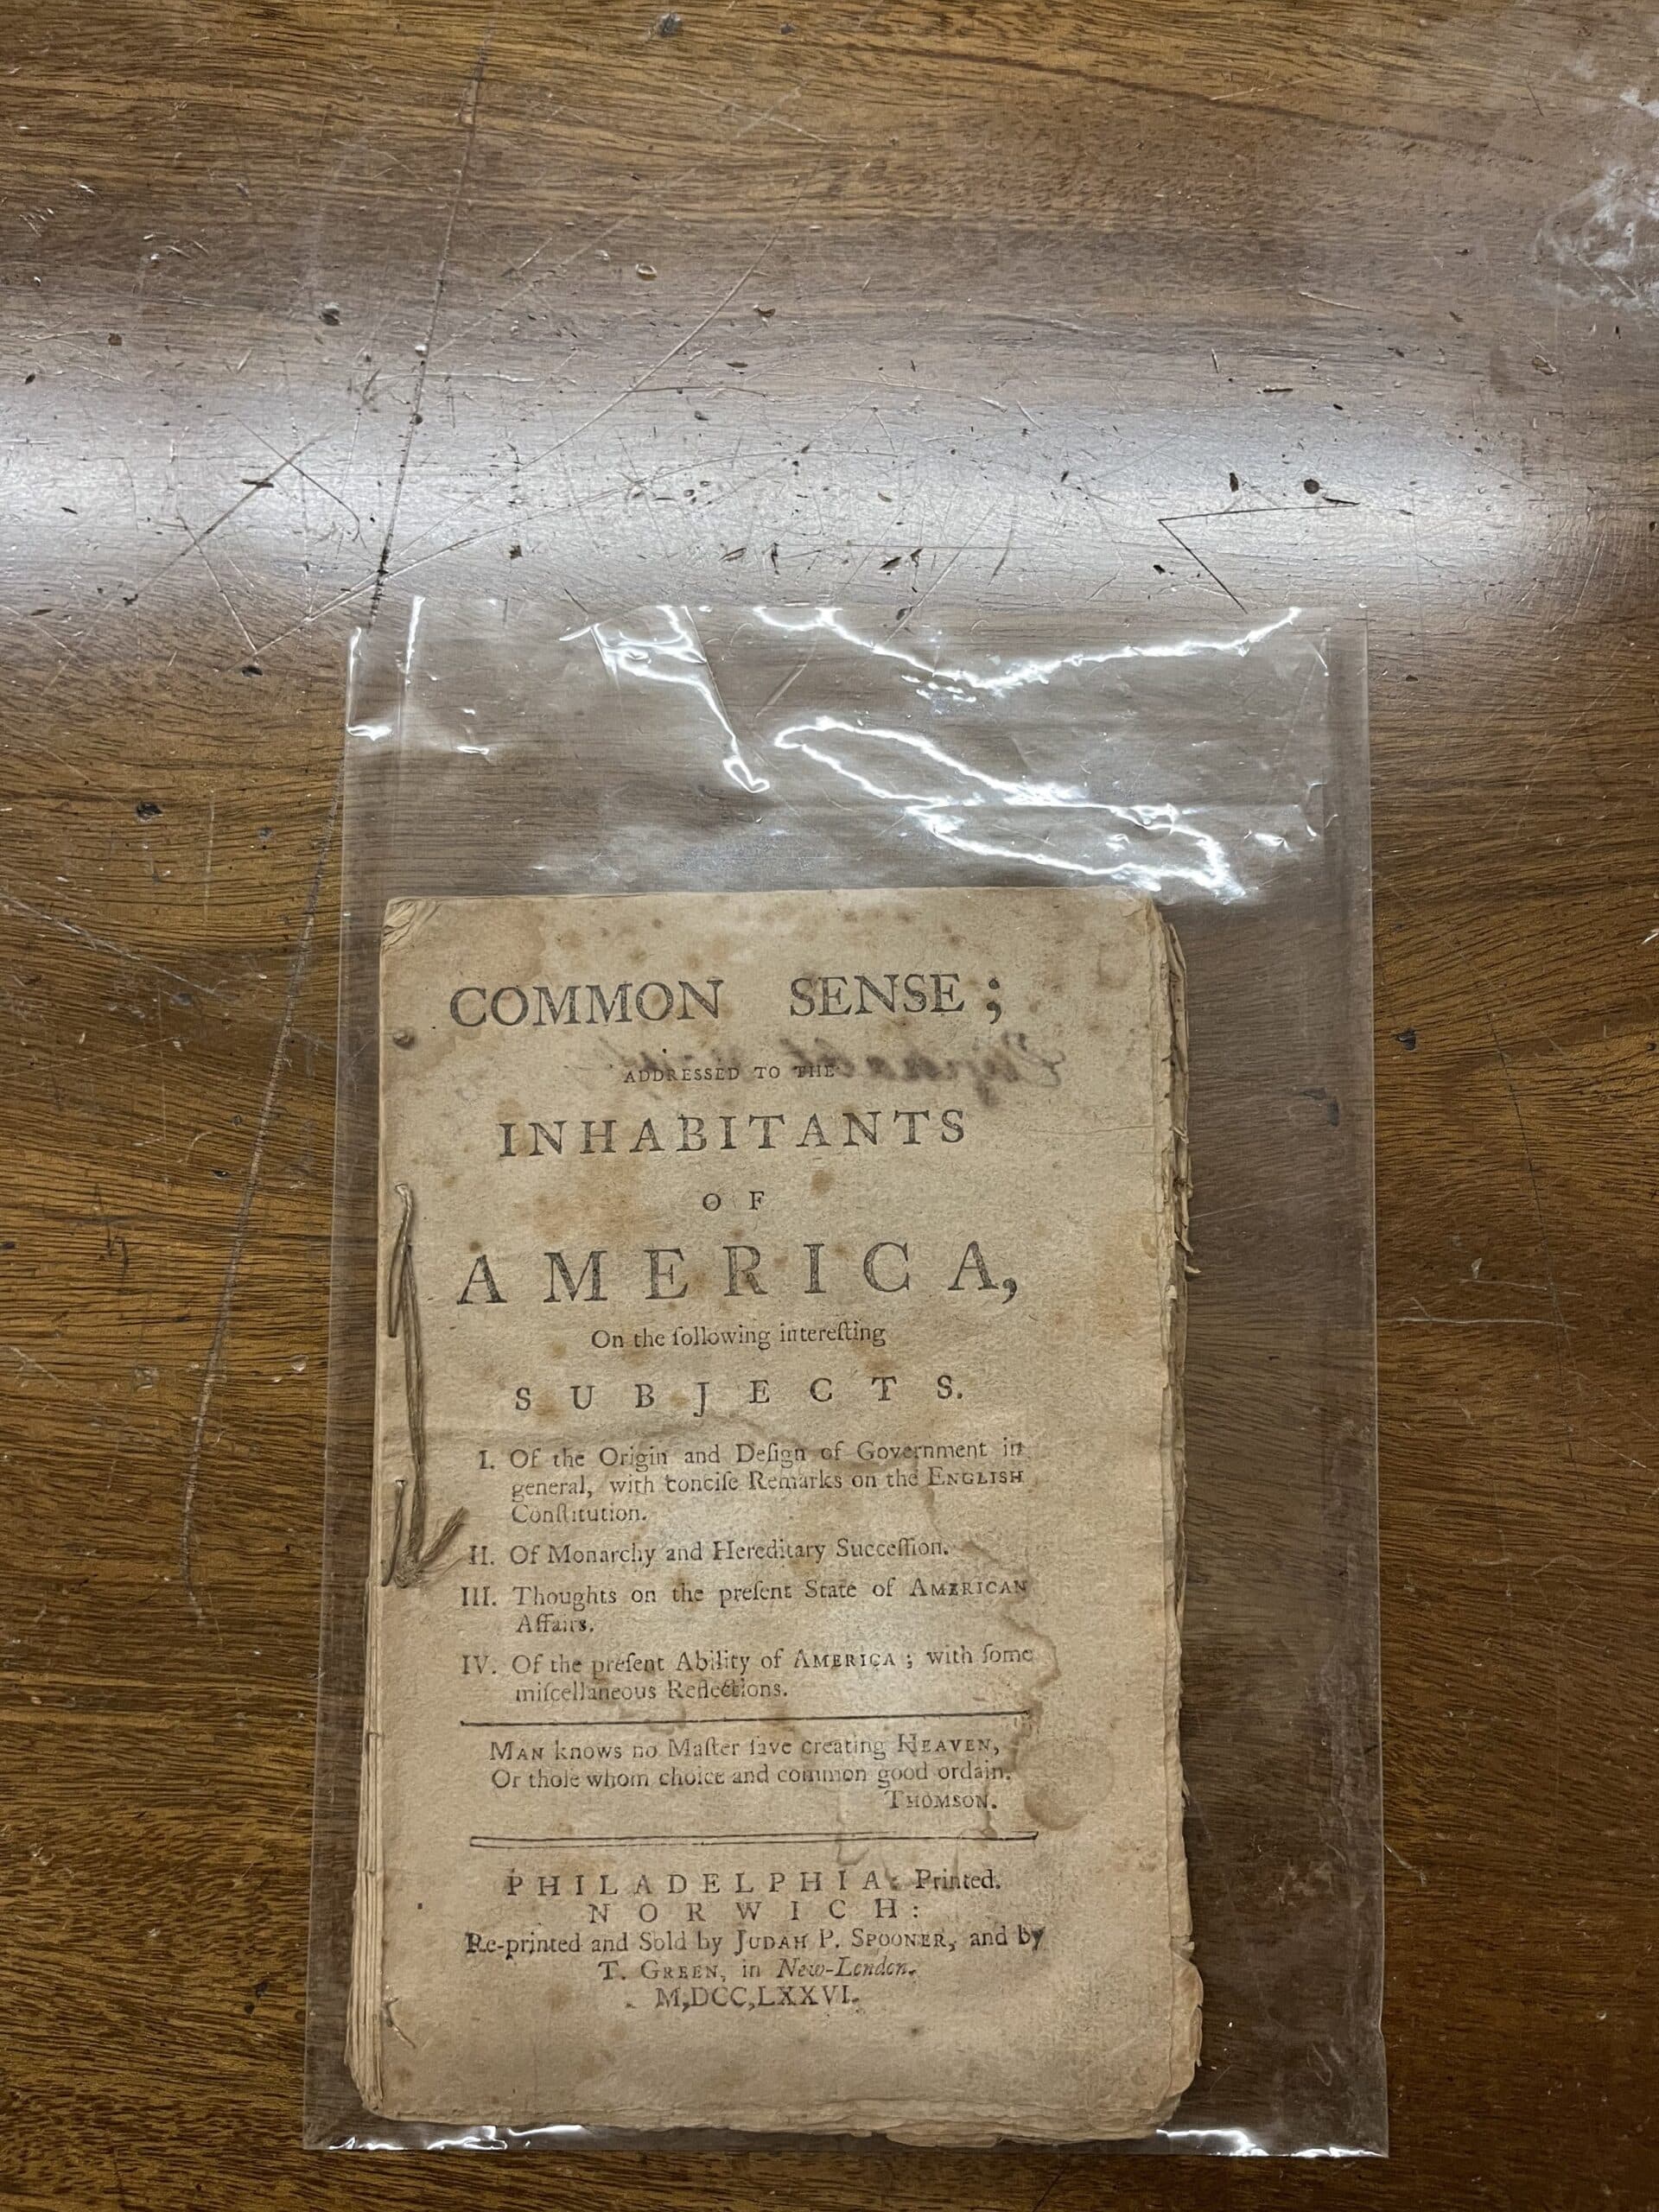 COMMON SENSE;
ADDRESSED TO THE
INHABITANTS
OF
AMERICA,
On the following intereſting
SUBJECTS.
I. Of the Origin and Deſign of Government in
general, with conciſe Remarks on the ENGLISH
Conſtitution.
II. Of Monarchy and Hereditary Succeſſion.
III. Thoughts on the preſent State of AMERICAN
Affairs.
IV. Of the preſent Ability of AMERICA; with ſome
miſcellaneous Reflections.
MAN knows no Maſter ſave creating HEAVEN,
Or thoſe whom choice and common good ordain.
THOMSON.
PHILADELPHIA: Printed.
NORWICH:
Re-printed and Sold by JUDAH P. SPOONER, and by
T. GREEN, in New-London.
M,DCC,LXXVI.